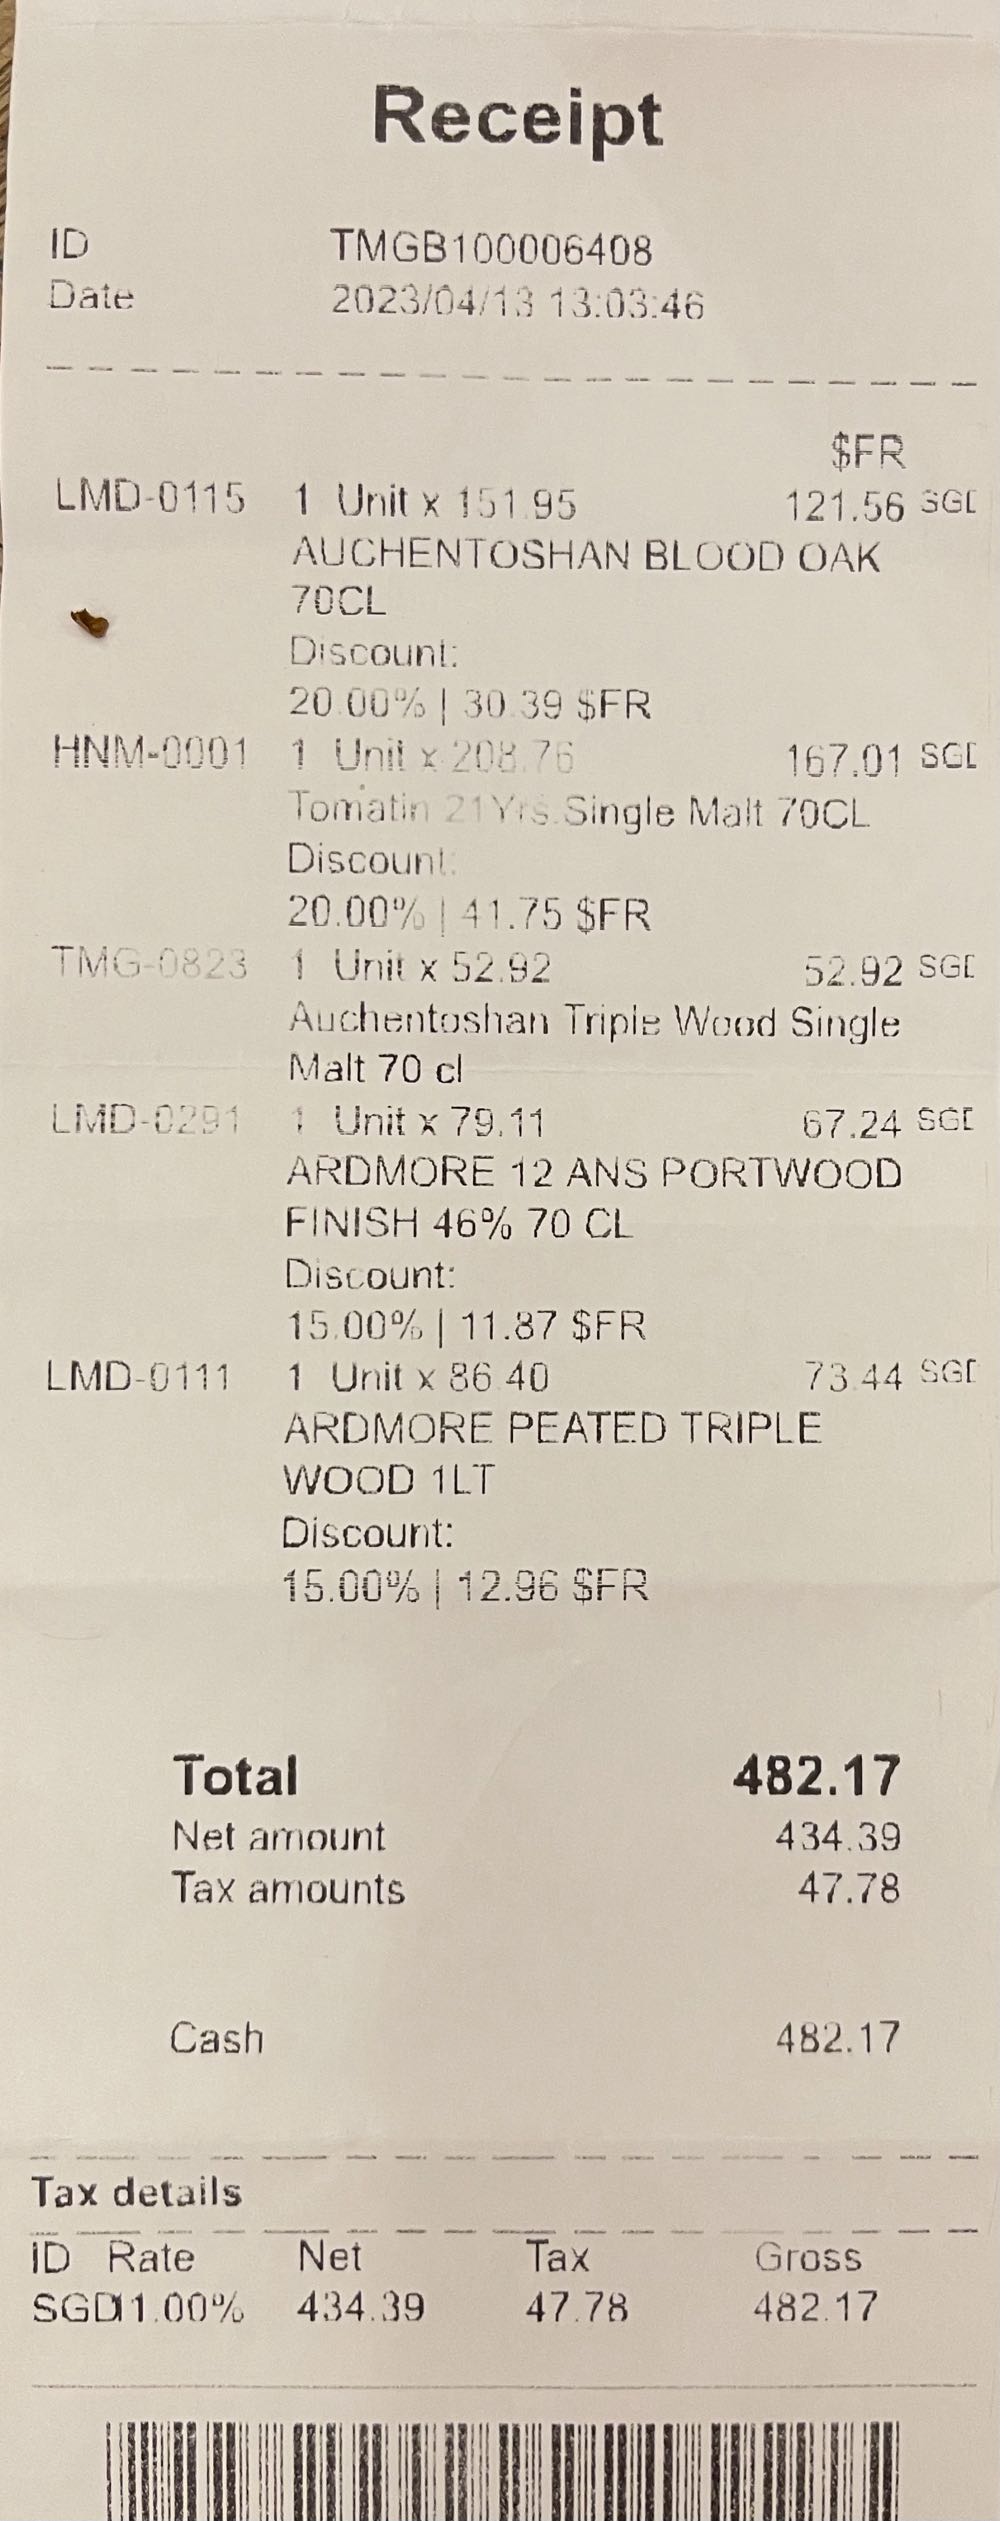 Receipt
ID TMGB100006408
Date 2023/04/13 13:03:46
$FR
LMD-0115 1 Unit x 151.95 121.56 SGD
AUCHENTOSHAN BLOOD OAK
70CL
Discount:
20.00% | 30.39 $FR
HNM-0001 1 Unit x 208.76 167.01 SGD
Tomatin 21Yrs.Single Malt 70CL
Discount:
20.00% | 41.75 $FR
TMG-0823 1 Unit x 52.92 52.92 SGD
Auchentoshan Triple Wood Single
Malt 70 cl
LMD-0291 1 Unit x 79.11 67.24 SGD
ARDMORE 12 ANS PORTWOOD
FINISH 46% 70 CL
Discount:
15.00% | 11.87 $FR
LMD-0111 1 Unit x 86.40 73.44 SGD
ARDMORE PEATED TRIPLE
WOOD 1LT
Discount:
15.00% | 12.96 $FR
Total 482.17
Net amount 434.39
Tax amounts 47.78
Cash 482.17
Tax details
ID Rate Net Tax Gross
SGD11.00% 434.39 47.78 482.17